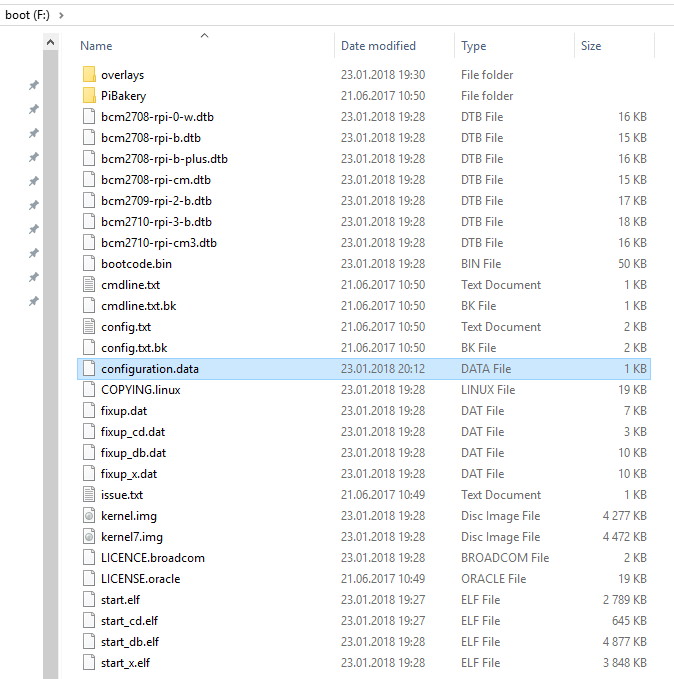 boot (F:)
Name Date modified Type Size
overlays 23.01.2018 19:30 File folder
PiBakery 21.06.2017 10:50 File folder
bcm2708-rpi-0-w.dtb 23.01.2018 19:28 DTB File 16 KB
bcm2708-rpi-b.dtb 23.01.2018 19:28 DTB File 15 KB
bcm2708-rpi-b-plus.dtb 23.01.2018 19:28 DTB File 16 KB
bcm2708-rpi-cm.dtb 23.01.2018 19:28 DTB File 15 KB
bcm2709-rpi-2-b.dtb 23.01.2018 19:28 DTB File 17 KB
bcm2710-rpi-3-b.dtb 23.01.2018 19:28 DTB File 18 KB
bcm2710-rpi-cm3.dtb 23.01.2018 19:28 DTB File 16 KB
bootcode.bin 23.01.2018 19:28 BIN File 50 KB
cmdline.txt 21.06.2017 10:50 Text Document 1 KB
cmdline.txt.bk 21.06.2017 10:50 BK File 1 KB
config.txt 21.06.2017 10:50 Text Document 2 KB
config.txt.bk 21.06.2017 10:50 BK File 2 KB
configuration.data 23.01.2018 20:12 DATA File 1 KB
COPYING.linux 23.01.2018 19:28 LINUX File 19 KB
fixup.dat 23.01.2018 19:28 DAT File 7 KB
fixup_cd.dat 23.01.2018 19:28 DAT File 3 KB
fixup_db.dat 23.01.2018 19:28 DAT File 10 KB
fixup_x.dat 23.01.2018 19:28 DAT File 10 KB
issue.txt 21.06.2017 10:49 Text Document 1 KB
kernel.img 23.01.2018 19:28 Disc Image File 4 277 KB
kernel7.img 23.01.2018 19:28 Disc Image File 4 472 KB
LICENCE.broadcom 23.01.2018 19:28 BROADCOM File 2 KB
LICENSE.oracle 21.06.2017 10:49 ORACLE File 19 KB
start.elf 23.01.2018 19:27 ELF File 2 789 KB
start_cd.elf 23.01.2018 19:27 ELF File 645 KB
start_db.elf 23.01.2018 19:28 ELF File 4 877 KB
start_x.elf 23.01.2018 19:28 ELF File 3 848 KB